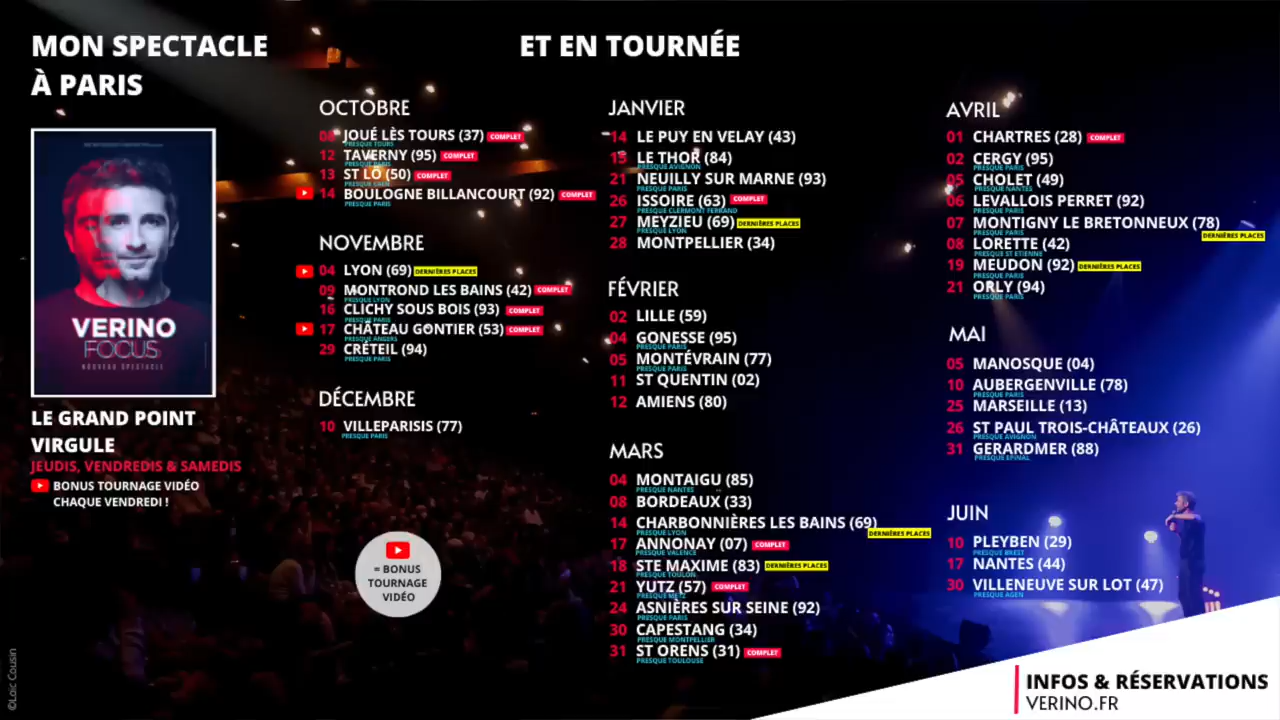 MON SPECTACLE
À PARIS
VERINO
FOCUS
NOUVEAU SPECTACLE
LE GRAND POINT
VIRGULE
JEUDIS, VENDREDIS & SAMEDIS
BONUS TOURNAGE VIDÉO
CHAQUE VENDREDI !
ET EN TOURNÉE
OCTOBRE
JOUÉ LÈS TOURS (37) COMPLET
PRESQUE TOURS
12 TAVERNY (95) COMPLET
PRESQUE PARIS
13 ST LÔ (50) COMPLET
PRESQUE
14 BOULOGNE BILLANCOURT (92) COMPLET
PRESQUE PARIS
NOVEMBRE
04 LYON (69) DERNIÈRES PLACES
09 MONTROND LES BAINS (42) COMPLET
PRESQUE LYON
16 CLICHY SOUS BOIS (93) COMPLET
PRESQUE PARIS
17 CHÂTEAU GONTIER (53) COMPLET
PRESQUE ANGERS
29 CRÉTEIL (94)
PRESQUE PARIS
DÉCEMBRE
10 VILLEPARISIS (77)
PRESQUE PARIS
= BONUS
TOURNAGE
VIDÉO
JANVIER
14 LE PUY EN VELAY (43)
15 LE THOR (84)
PRESQUE AVIGNON
21 NEUILLY SUR MARNE (93)
PRESQUE PARIS
26 ISSOIRE (63) COMPLET
PRESQUE CLERMONT FERRAND
27 MEYZIEU (69) DERNIÈRES PLACES
PRESQUE LYON
28 MONTPELLIER (34)
FÉVRIER
02 LILLE (59)
04 GONESSE (95)
PRESQUE PARIS
05 MONTÉVRAIN (77)
PRESQUE PARIS
11 ST QUENTIN (02)
12 AMIENS (80)
MARS
04 MONTAIGU (85)
PRESQUE NANTES
08 BORDEAUX (33)
14 CHARBONNIÈRES LES BAINS (69)
PRESQUE LYON DERNIÈRES PLACES
17 ANNONAY (07) COMPLET
PRESQUE VALENCE
18 STE MAXIME (83) DERNIÈRES PLACES
PRESQUE TOULON
21 YUTZ (57) COMPLET
PRESQUE METZ
24 ASNIÈRES SUR SEINE (92)
PRESQUE PARIS
30 CAPESTANG (34)
PRESQUE MONTPELLIER
31 ST ORENS (31) COMPLET
PRESQUE TOULOUSE
AVRIL
01 CHARTRES (28) COMPLET
02 CERGY (95)
PRESQUE PARIS
05 CHOLET (49)
PRESQUE NANTES
06 LEVALLOIS PERRET (92)
PRESQUE PARIS
07 MONTIGNY LE BRETONNEUX (78)
PRESQUE PARIS DERNIÈRES PLACES
08 LORETTE (42)
PRESQUE ST ETIENNE
19 MEUDON (92) DERNIÈRES PLACES
PRESQUE PARIS
21 ORLY (94)
PRESQUE PARIS
MAI
05 MANOSQUE (04)
10 AUBERGENVILLE (78)
PRESQUE PARIS
25 MARSEILLE (13)
26 ST PAUL TROIS-CHÂTEAUX (26)
PRESQUE AVIGNON
31 GERARDMER (88)
PRESQUE EPINAL
JUIN
10 PLEYBEN (29)
PRESQUE BREST
17 NANTES (44)
30 VILLENEUVE SUR LOT (47)
PRESQUE AGEN
INFOS & RÉSERVATIONS
VERINO.FR
©Loïc Cousin